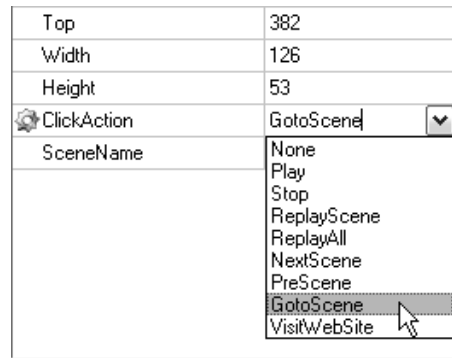 Top 382
Width 126
Height 53
ClickAction GotoScene
SceneName
None
Play
Stop
ReplayScene
ReplayAll
NextScene
PreScene
GotoScene
VisitWebSite